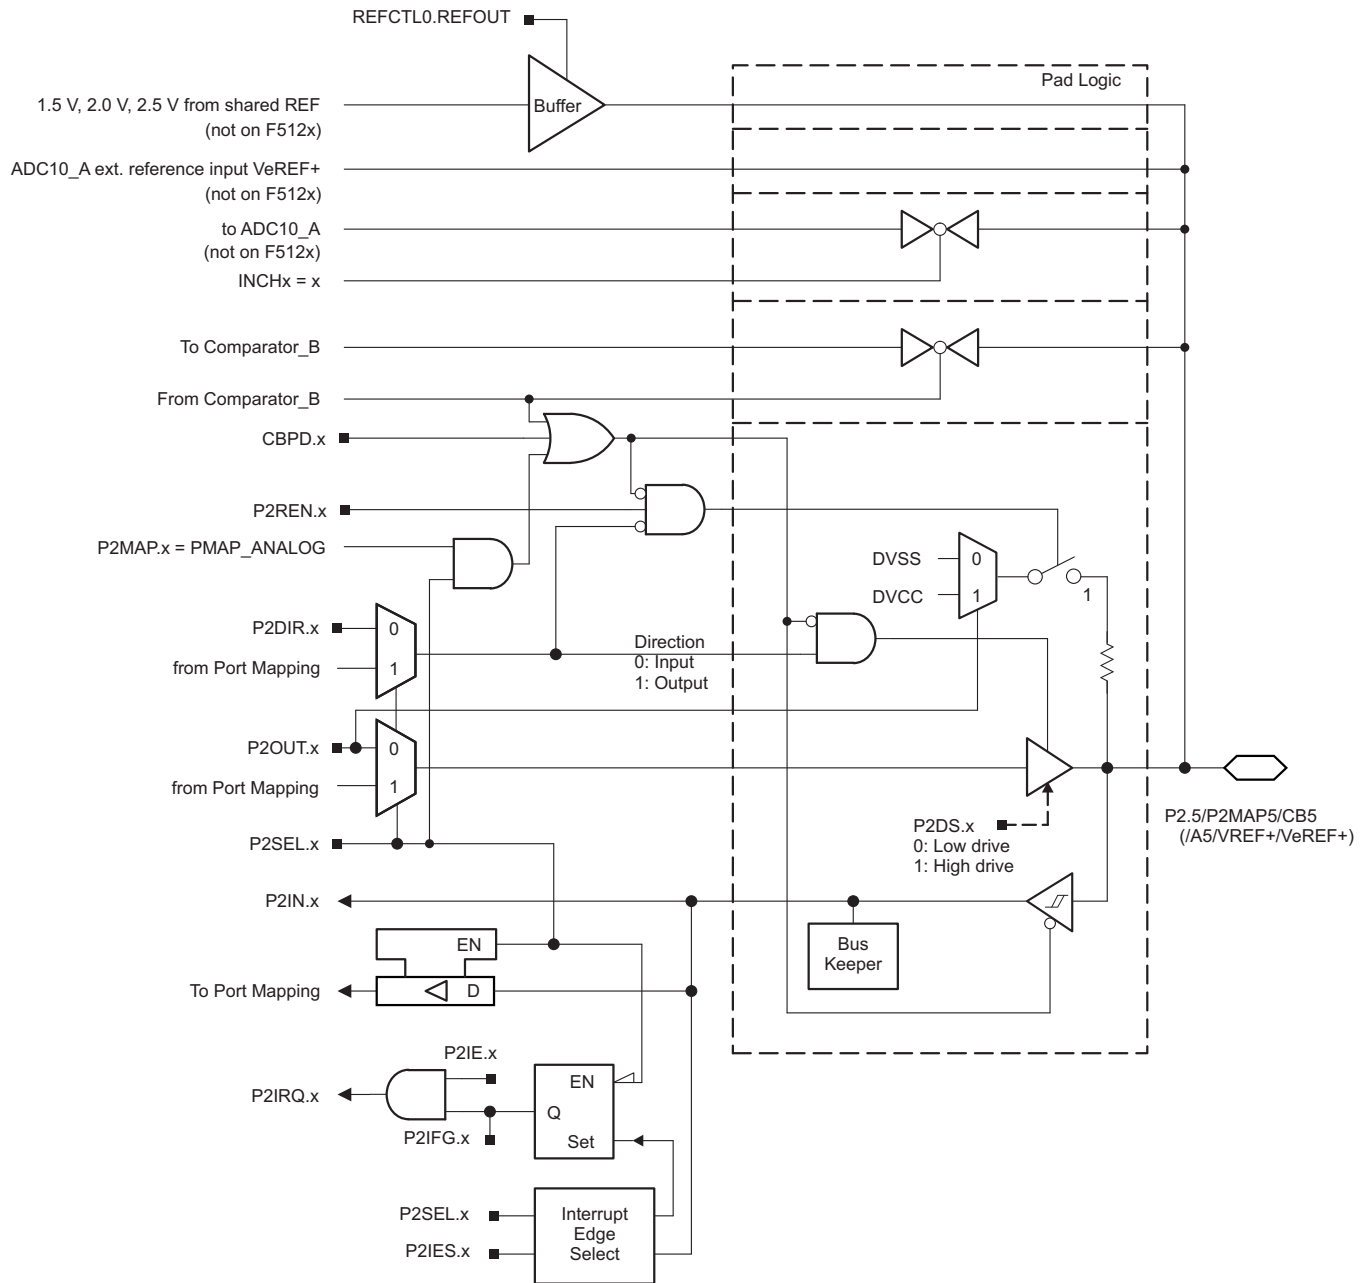 REFCTL0.REFOUT
Pad Logic
Buffer
1.5 V, 2.0 V, 2.5 V from shared REF
(not on F512x)
ADC10_A ext. reference input VeREF+
(not on F512x)
to ADC10_A
(not on F512x)
INCHx = x
To Comparator_B
From Comparator_B
CBPD.x
P2REN.x
P2MAP.x = PMAP_ANALOG
DVSS
0
DVCC
1
1
P2DIR.x
0
from Port Mapping
1
Direction
0: Input
1: Output
P2OUT.x
0
from Port Mapping
1
P2SEL.x
P2DS.x
0: Low drive
1: High drive
P2.5/P2MAP5/CB5
(/A5/VREF+/VeREF+)
P2IN.x
Bus
Keeper
EN
To Port Mapping
D
P2IE.x
P2IRQ.x
EN
Q
P2IFG.x
Set
P2SEL.x
P2IES.x
Interrupt
Edge
Select